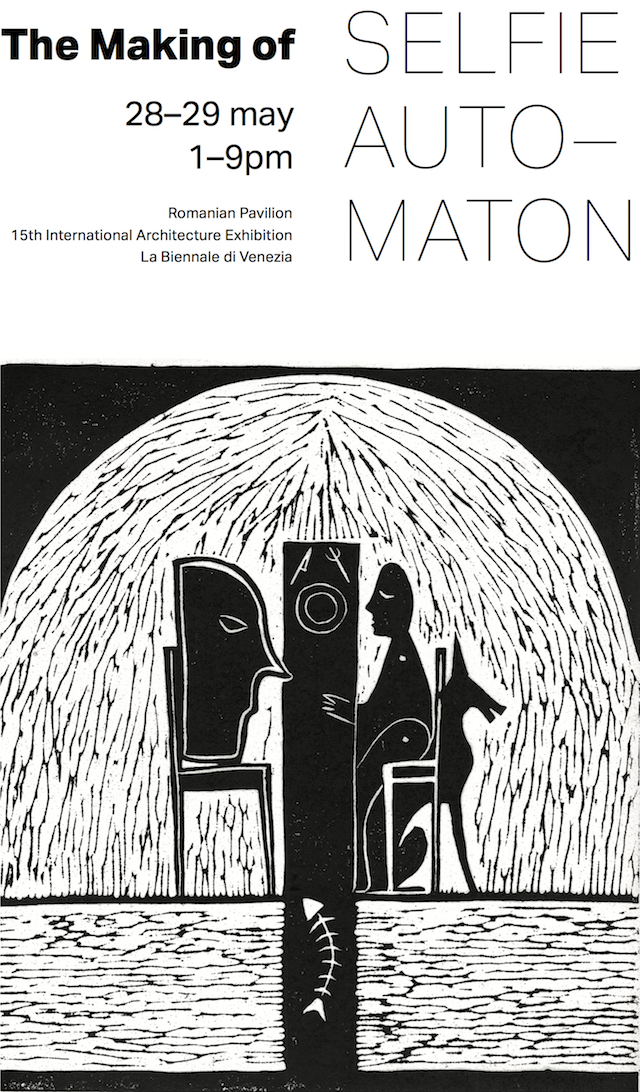 The Making of
28–29 may
1–9pm
Romanian Pavilion
15th International Architecture Exhibition
La Biennale di Venezia
SELFIE
AUTO–
MATON